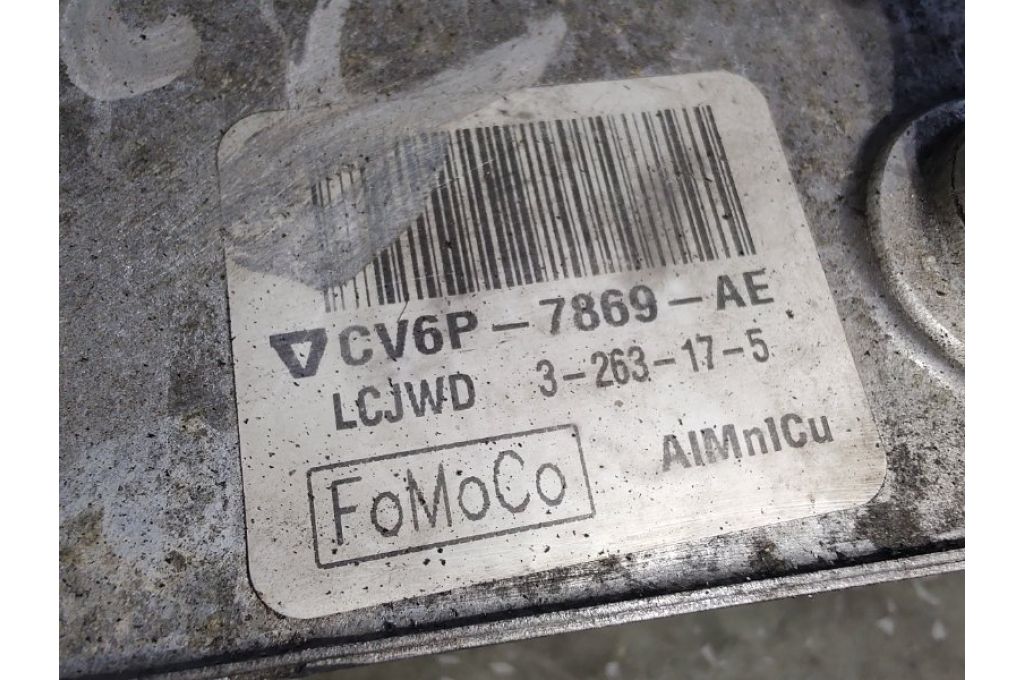 CV6P-7869-AE
LCJWD 3-263-17-5
AlMn1Cu
FoMoCo